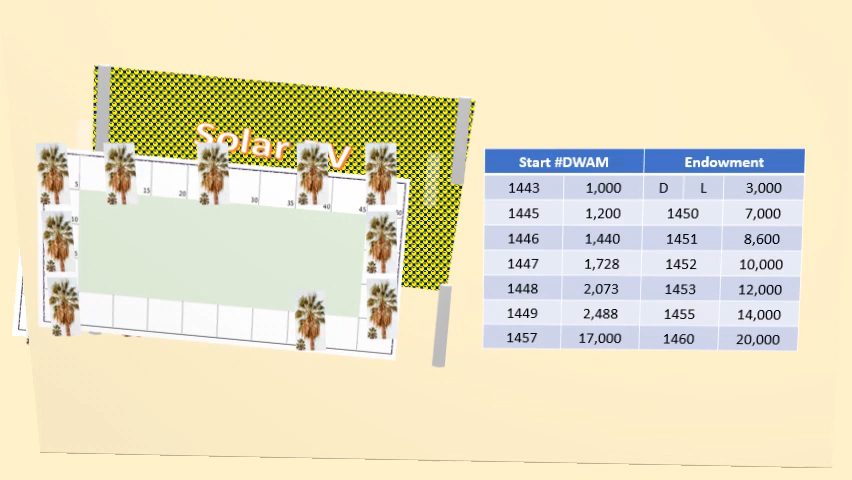 Solar PV
5 15 20 30 35 40 45 50
10
5
Start #DWAM Endowment
1443 1,000 D L 3,000
1445 1,200 1450 7,000
1446 1,440 1451 8,600
1447 1,728 1452 10,000
1448 2,073 1453 12,000
1449 2,488 1455 14,000
1457 17,000 1460 20,000